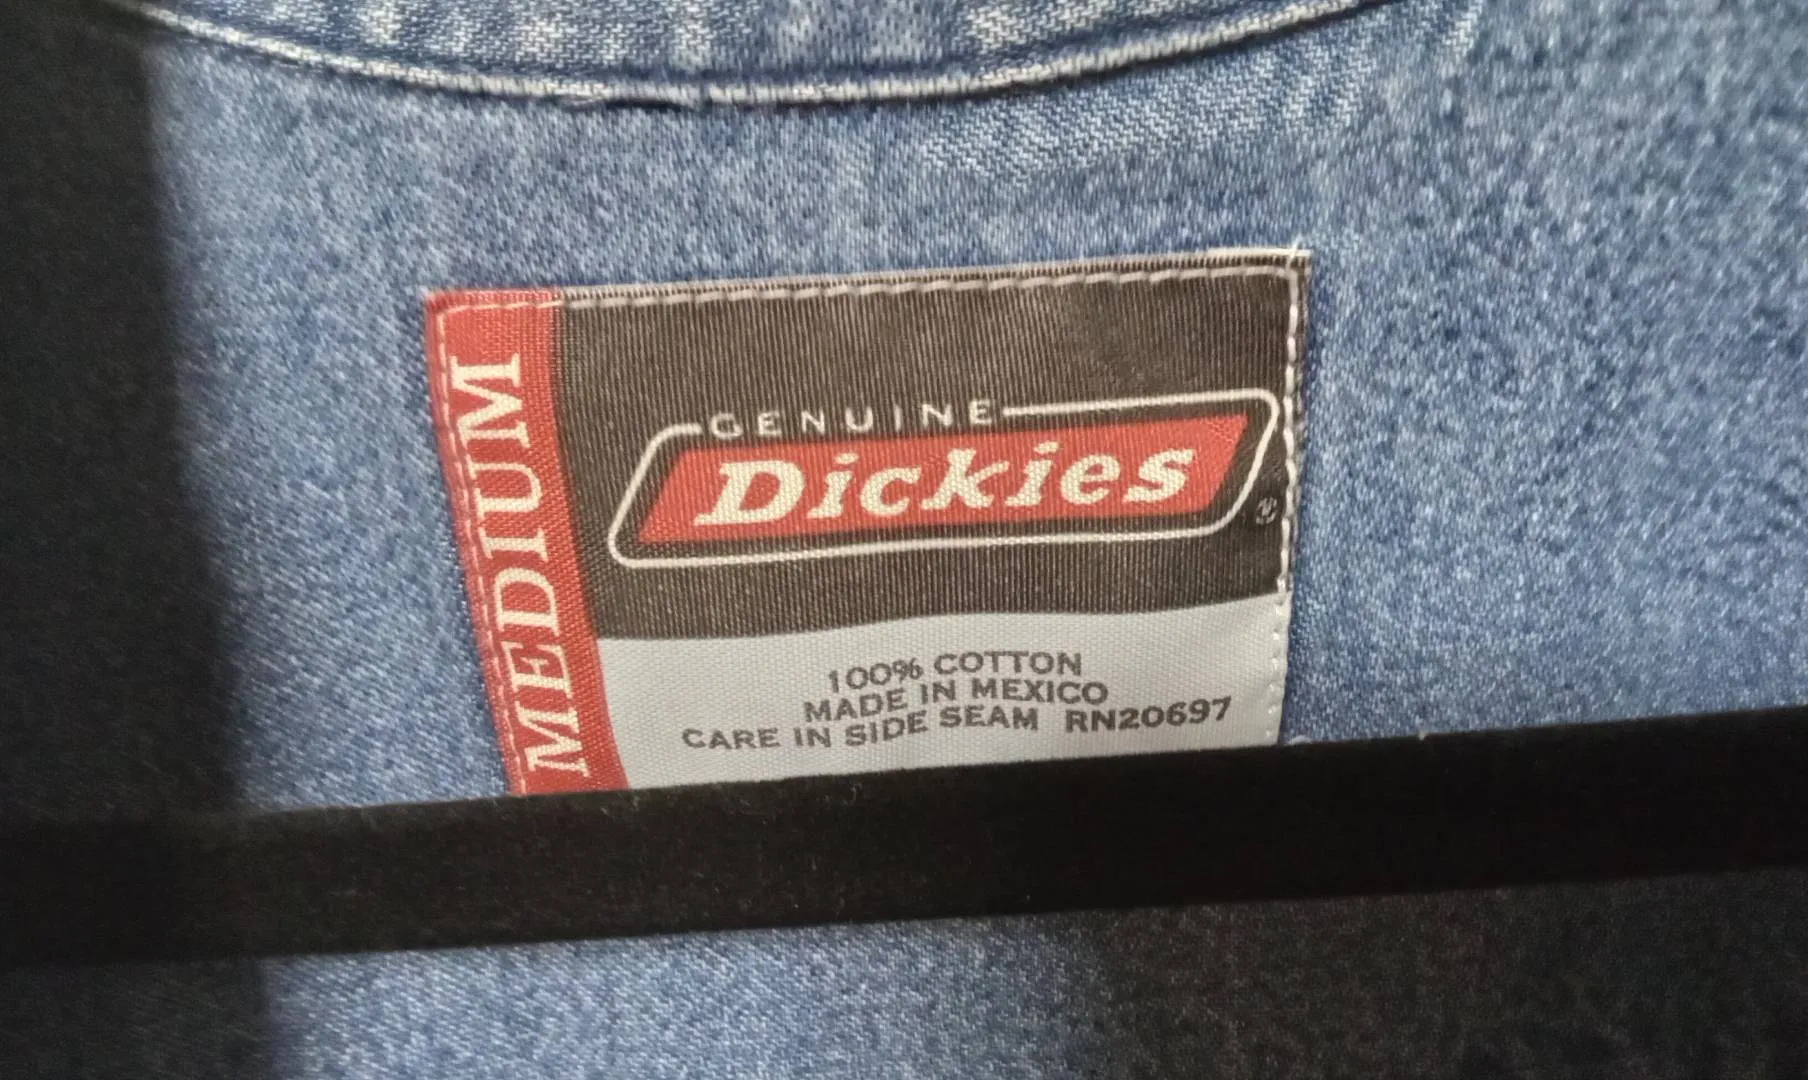 MEDIUM
GENUINE
Dickies
®
100% COTTON
MADE IN MEXICO
CARE IN SIDE SEAM RN20697